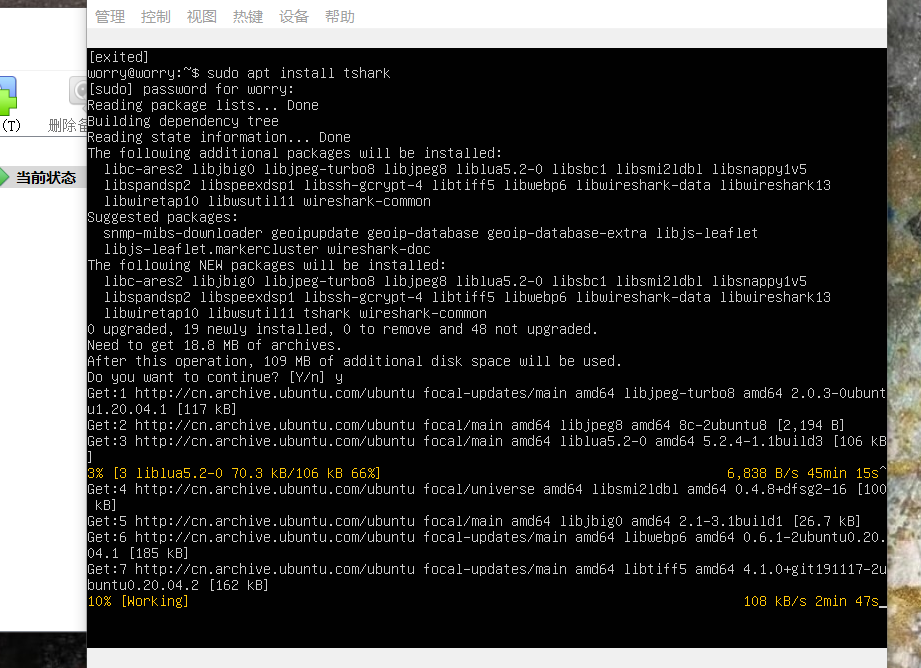 管理 控制 视图 热键 设备 帮助
[exited]
worry@worry:~$ sudo apt install tshark
[sudo] password for worry:
Reading package lists... Done
Building dependency tree
Reading state information... Done
The following additional packages will be installed:
  libc-ares2 libjbig0 libjpeg-turbo8 libjpeg8 liblua5.2-0 libsbc1 libsmi2ldbl libsnappy1v5
  libspandsp2 libspeexdsp1 libssh-gcrypt-4 libtiff5 libwebp6 libwireshark-data libwireshark13
  libwiretap10 libwsutil11 wireshark-common
Suggested packages:
  snmp-mibs-downloader geoipupdate geoip-database geoip-database-extra libjs-leaflet
  libjs-leaflet.markercluster wireshark-doc
The following NEW packages will be installed:
  libc-ares2 libjbig0 libjpeg-turbo8 libjpeg8 liblua5.2-0 libsbc1 libsmi2ldbl libsnappy1v5
  libspandsp2 libspeexdsp1 libssh-gcrypt-4 libtiff5 libwebp6 libwireshark-data libwireshark13
  libwiretap10 libwsutil11 tshark wireshark-common
0 upgraded, 19 newly installed, 0 to remove and 48 not upgraded.
Need to get 18.8 MB of archives.
After this operation, 109 MB of additional disk space will be used.
Do you want to continue? [Y/n] y
Get:1 http://cn.archive.ubuntu.com/ubuntu focal-updates/main amd64 libjpeg-turbo8 amd64 2.0.3-0ubunt
u1.20.04.1 [117 kB]
Get:2 http://cn.archive.ubuntu.com/ubuntu focal/main amd64 libjpeg8 amd64 8c-2ubuntu8 [2,194 B]
Get:3 http://cn.archive.ubuntu.com/ubuntu focal/main amd64 liblua5.2-0 amd64 5.2.4-1.1build3 [106 kB
]
3% [3 liblua5.2-0 70.3 kB/106 kB 66%] 6,838 B/s 45min 15s^
Get:4 http://cn.archive.ubuntu.com/ubuntu focal/universe amd64 libsmi2ldbl amd64 0.4.8+dfsg2-16 [100
 kB]
Get:5 http://cn.archive.ubuntu.com/ubuntu focal/main amd64 libjbig0 amd64 2.1-3.1build1 [26.7 kB]
Get:6 http://cn.archive.ubuntu.com/ubuntu focal-updates/main amd64 libwebp6 amd64 0.6.1-2ubuntu0.20.
04.1 [185 kB]
Get:7 http://cn.archive.ubuntu.com/ubuntu focal-updates/main amd64 libtiff5 amd64 4.1.0+git191117-2u
buntu0.20.04.2 [162 kB]
10% [Working] 108 kB/s 2min 47s_
(T) 删除备
当前状态